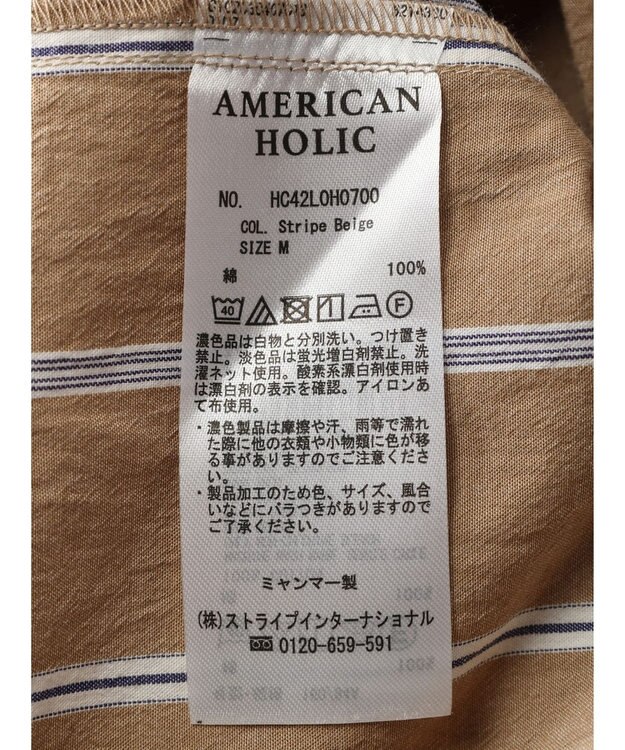 AMERICAN
HOLIC
NO. HC42L0H0700
COL. Stripe Beige
SIZE M
綿 100%
40 F
濃色品は白物と分別洗い。つけ置き
禁止。淡色品は蛍光増白剤禁止。洗
濯ネット使用。酸素系漂白剤使用時
は漂白剤の表示を確認。アイロンあ
て布使用。
・濃色製品は摩擦や汗、雨等で濡れ
た際に他の衣類や小物類に色が移
る事がありますのでご注意くださ
い。
・製品加工のため色、サイズ、風合
いなどにバラつきがありますので
ご了承ください。
ミャンマー製
(株)ストライプインターナショナル
0120-659-591